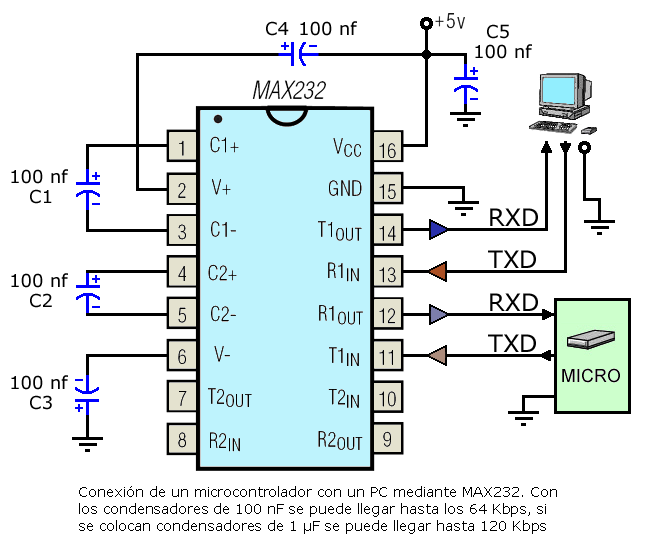 +5v
C4 100 nf
C5
100 nf
MAX232
1 C1+ VCC 16
2 V+ GND 15
3 C1- T1OUT 14
4 C2+ R1IN 13
5 C2- R1OUT 12
6 V- T1IN 11
7 T2OUT T2IN 10
8 R2IN R2OUT 9
100 nf
C1
100 nf
C2
100 nf
C3
RXD
TXD
RXD
TXD
MICRO
Conexión de un microcontrolador con un PC mediante MAX232. Con
los condensadores de 100 nF se puede llegar hasta los 64 Kbps, si
se colocan condensadores de 1 µF se puede llegar hasta 120 Kbps